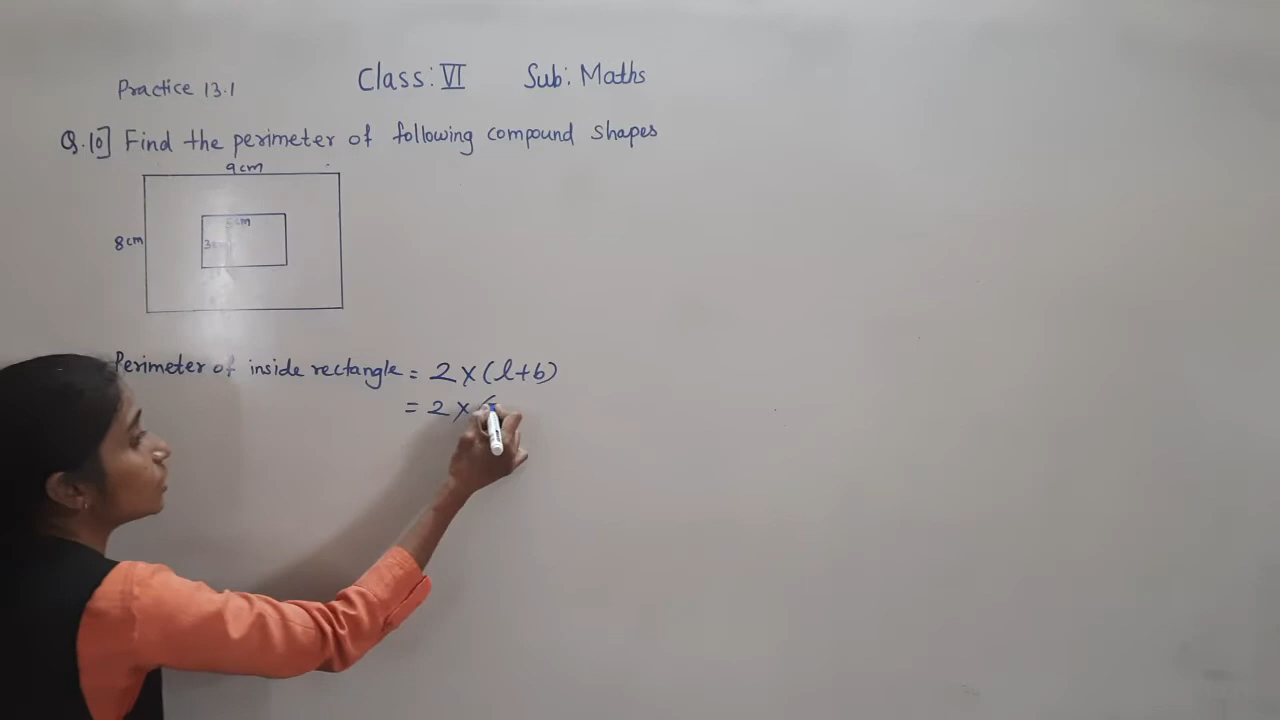 Practice 13.1 Class: VI Sub: Maths
Q.10] Find the perimeter of following compound shapes
9cm
5cm
8cm 3cm
Perimeter of inside rectangle = 2 × (l+b)
= 2 × (